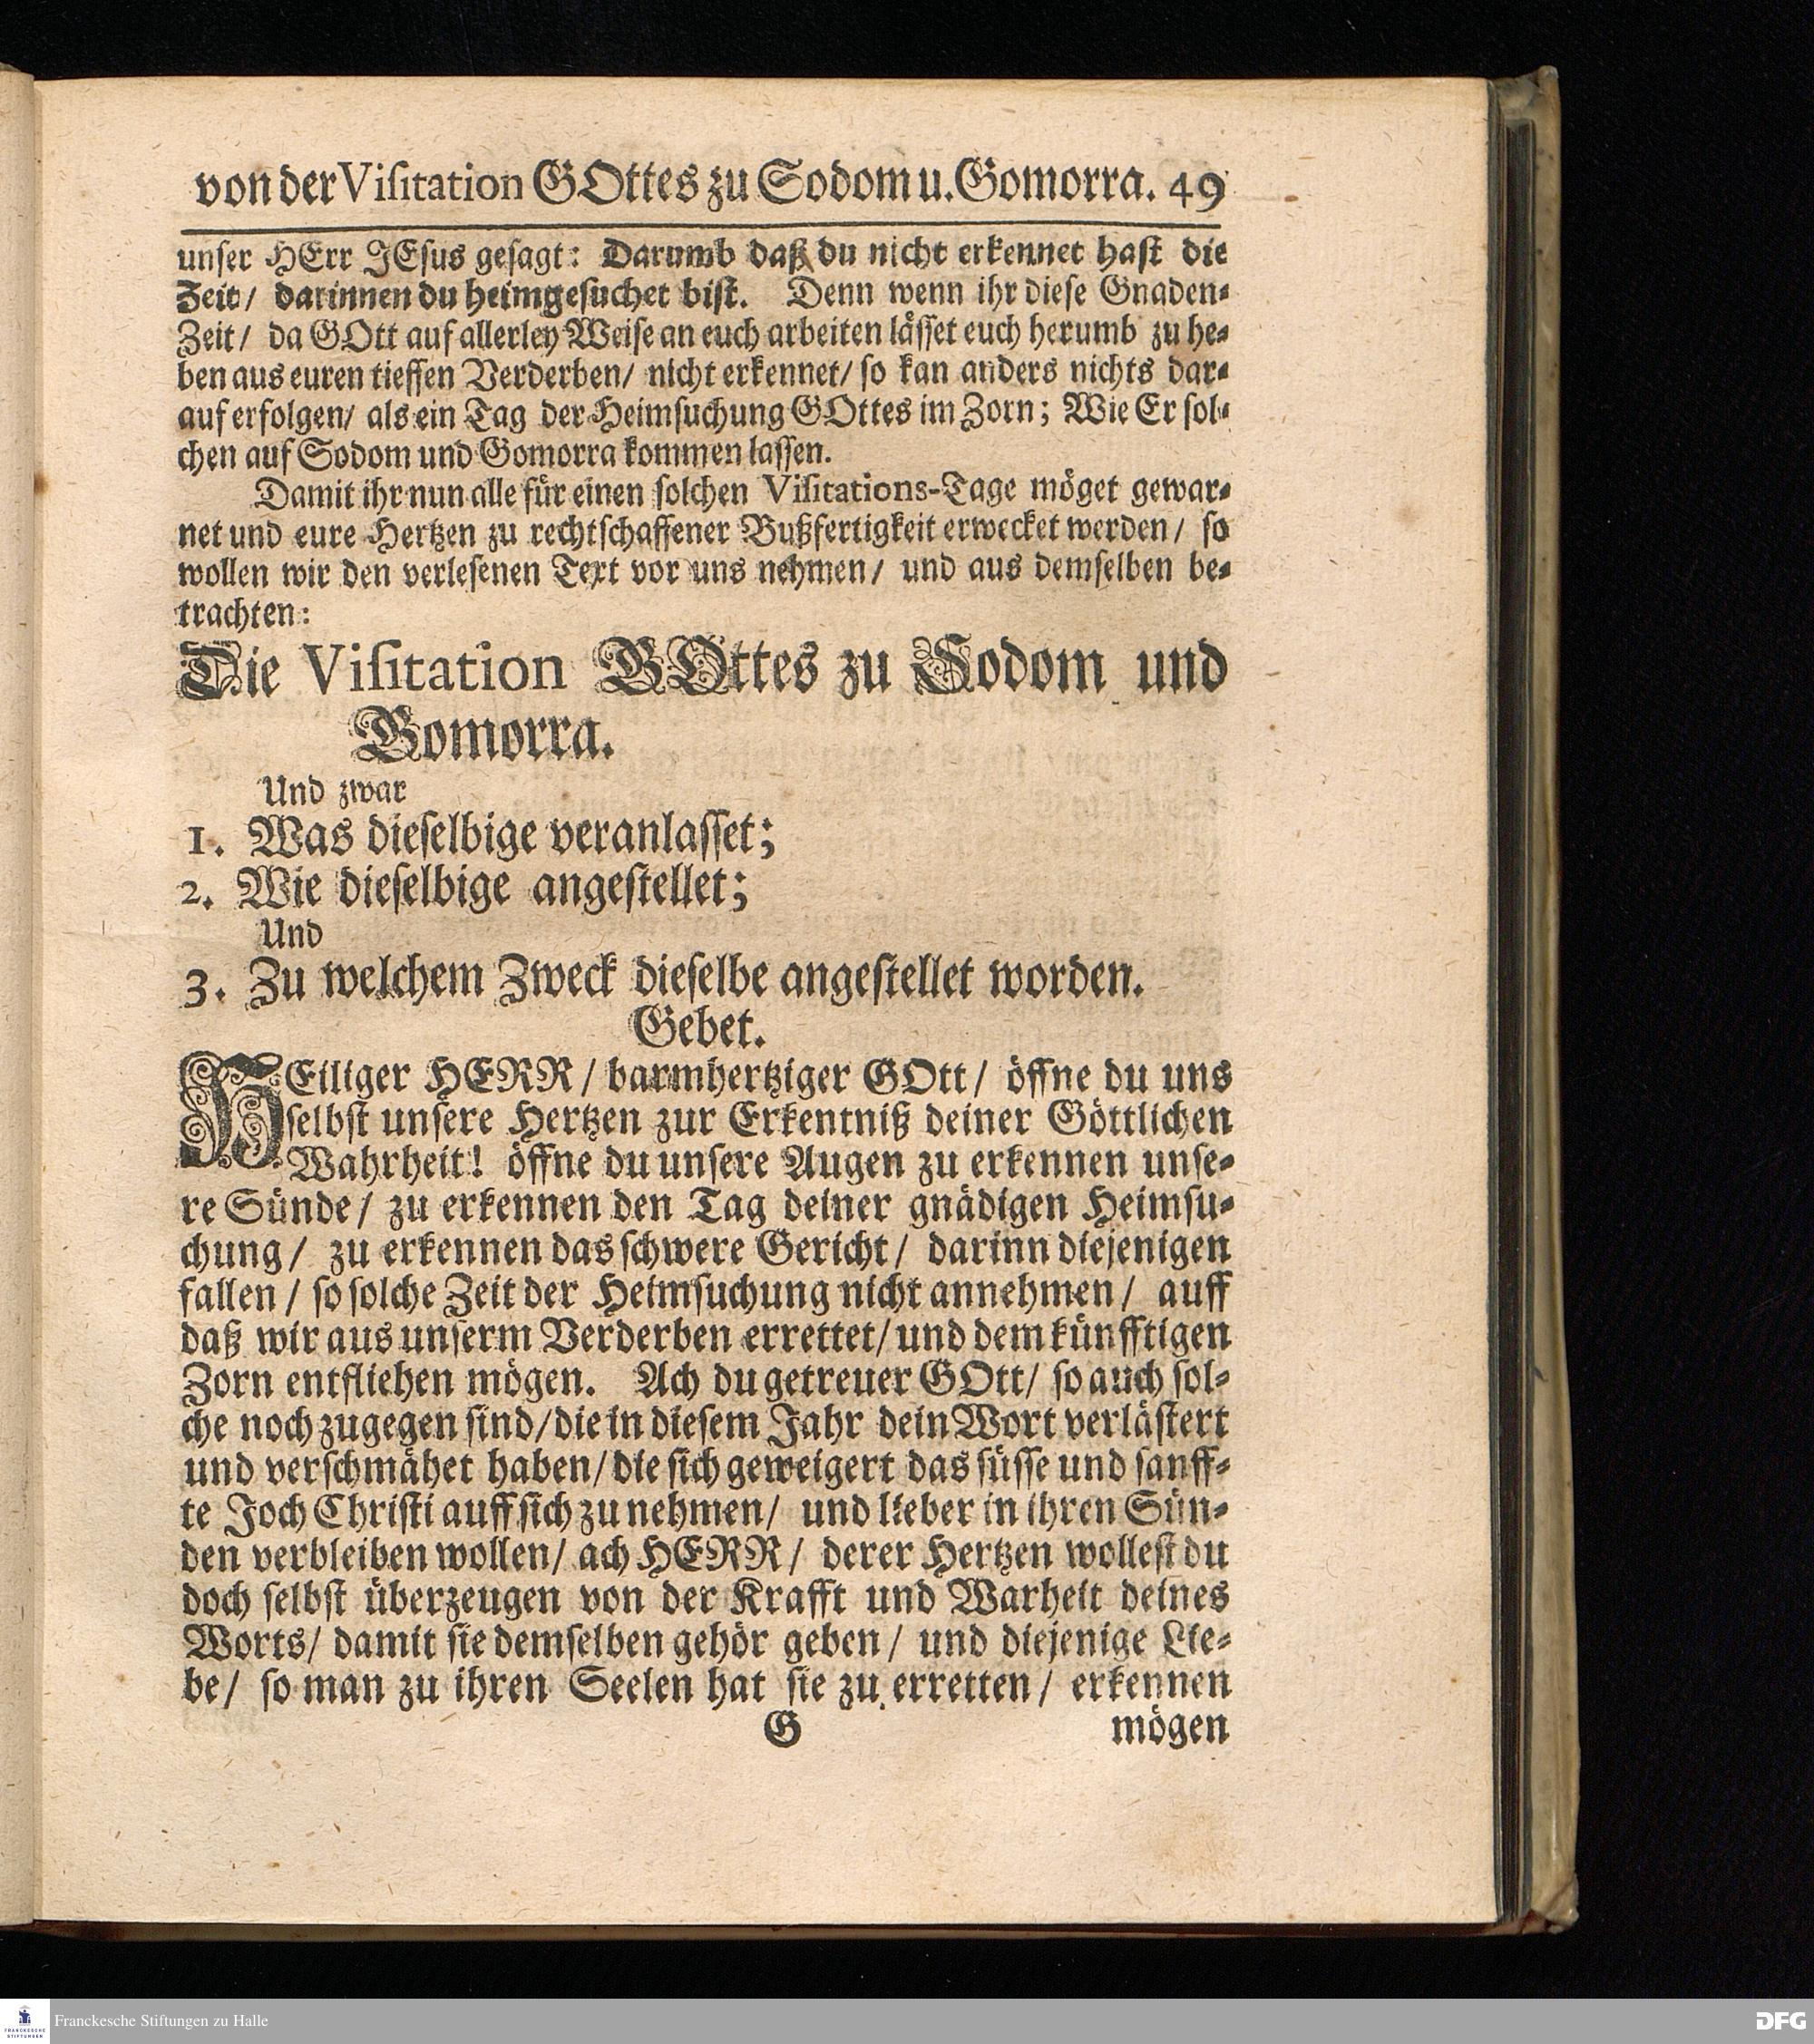 von der Visitation GOttes zu Sodom u. Gomorra. 49
unser HErr JEsus gesagt: Darumb daß du nicht erkennet hast die
Zeit/ darinnen du heimgesuchet bist. Denn wenn ihr diese Gnaden-
Zeit/ da GOtt auf allerley Weise an euch arbeiten lässet euch herumb zu he-
ben aus euren tieffen Verderben/ nicht erkennet/ so kan anders nichts dar-
auf erfolgen/ als ein Tag der Heimsuchung GOttes im Zorn; Wie Er sol-
chen auf Sodom und Gomorra kommen lassen.
Damit ihr nun alle für einen solchen Visitations-Tage möget gewar-
net und eure Hertzen zu rechtschaffener Bußfertigkeit erwecket werden/ so
wollen wir den verlesenen Text vor uns nehmen/ und aus demselben be-
trachten:
Die Visitation GOttes zu Sodom und
Gomorra.
Und zwar
1. Was dieselbige veranlasset;
2. Wie dieselbige angestellet;
Und
3. Zu welchem Zweck dieselbe angestellet worden.
Gebet.
HEiliger HERR/ barmhertziger GOtt/ öffne du uns
selbst unsere Hertzen zur Erkentniß deiner Göttlichen
Wahrheit! öffne du unsere Augen zu erkennen unse-
re Sünde/ zu erkennen den Tag deiner gnädigen Heimsu-
chung/ zu erkennen das schwere Gericht/ darinn diejenigen
fallen/ so solche Zeit der Heimsuchung nicht annehmen/ auff
daß wir aus unserm Verderben errettet/ und dem künfftigen
Zorn entfliehen mögen. Ach du getreuer GOtt/ so auch sol-
che noch zugegen sind/ die in diesem Jahr dein Wort verlästert
und verschmähet haben/ die sich geweigert das süsse und sanff-
te Joch Christi auff sich zu nehmen/ und lieber in ihren Sün-
den verbleiben wollen/ ach HERR/ derer Hertzen wollest du
doch selbst überzeugen von der Krafft und Warheit deines
Worts/ damit sie demselben gehör geben/ und diejenige Lie-
be/ so man zu ihren Seelen hat sie zu erretten/ erkennen
G mögen
FRANCKESCHE STIFTUNGEN
Franckesche Stiftungen zu Halle
DFG